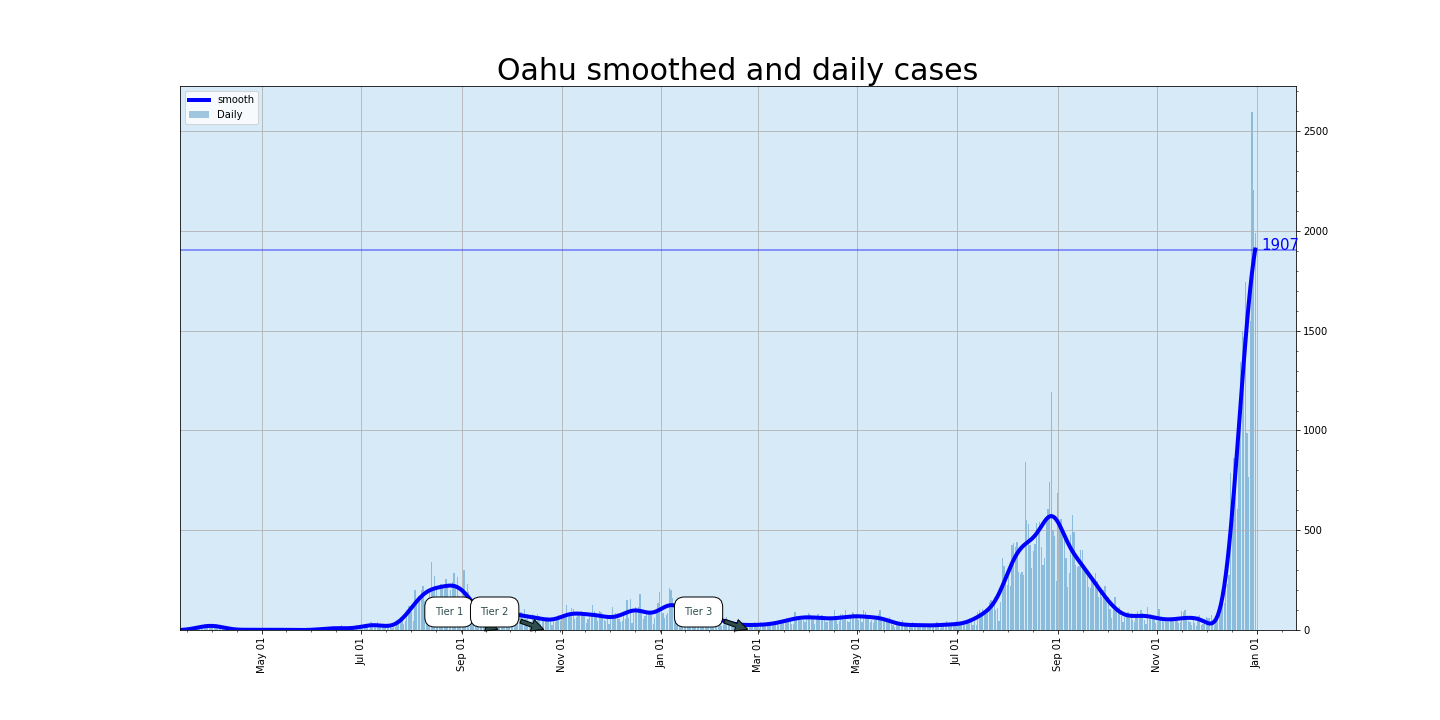 Oahu smoothed and daily cases
smooth
Daily
2500
2000
1907
1500
1000
500
0
Tier 1
Tier 2
Tier 3
May 01
Jul 01
Sep 01
Nov 01
Jan 01
Mar 01
May 01
Jul 01
Sep 01
Nov 01
Jan 01